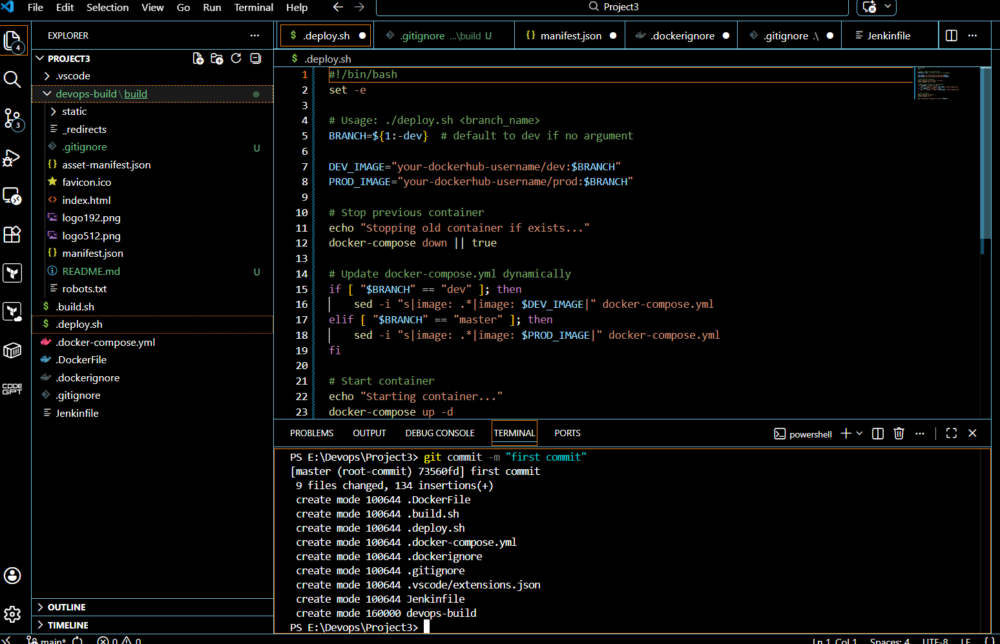 File Edit Selection View Go Run Terminal Help
Project3
4
EXPLORER
.deploy.sh
.gitignore ...\build U
manifest.json
.dockerignore
.gitignore .\
Jenkinfile
PROJECT3
.vscode
devops-build\build
static
_redirects
.gitignore U
asset-manifest.json
favicon.ico
index.html
logo192.png
logo512.png
manifest.json
README.md U
robots.txt
.build.sh
.deploy.sh
.docker-compose.yml
.DockerFile
.dockerignore
.gitignore
Jenkinfile
3
CODE
GPT
OUTLINE
TIMELINE
.deploy.sh
1 #!/bin/bash
2 set -e
3
4 # Usage: ./deploy.sh <branch_name>
5 BRANCH=${1:-dev}  # default to dev if no argument
6
7 DEV_IMAGE="your-dockerhub-username/dev:$BRANCH"
8 PROD_IMAGE="your-dockerhub-username/prod:$BRANCH"
9
10 # Stop previous container
11 echo "Stopping old container if exists..."
12 docker-compose down || true
13
14 # Update docker-compose.yml dynamically
15 if [ "$BRANCH" == "dev" ]; then
16     sed -i "s|image: .*|image: $DEV_IMAGE|" docker-compose.yml
17 elif [ "$BRANCH" == "master" ]; then
18     sed -i "s|image: .*|image: $PROD_IMAGE|" docker-compose.yml
19 fi
20
21 # Start container
22 echo "Starting container..."
23 docker-compose up -d
PROBLEMS OUTPUT DEBUG CONSOLE TERMINAL PORTS
powershell
PS E:\Devops\Project3> git commit -m "first commit"
[master (root-commit) 73560fd] first commit
 9 files changed, 134 insertions(+)
 create mode 100644 .DockerFile
 create mode 100644 .build.sh
 create mode 100644 .deploy.sh
 create mode 100644 .docker-compose.yml
 create mode 100644 .dockerignore
 create mode 100644 .gitignore
 create mode 100644 .vscode/extensions.json
 create mode 100644 Jenkinfile
 create mode 160000 devops-build
PS E:\Devops\Project3>
main* 0 0
Ln 1, Col 1 Spaces: 4 UTF-8 LF { }